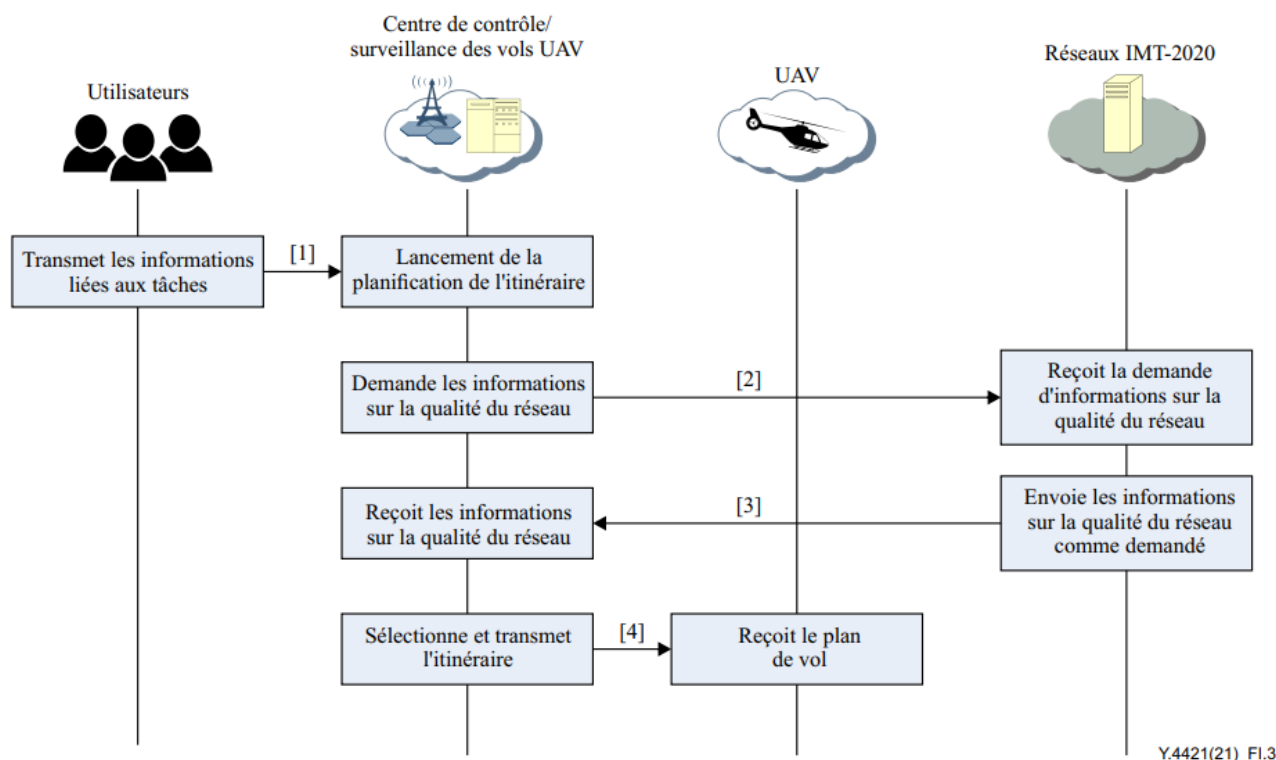 Centre de contrôle/
surveillance des vols UAV
Utilisateurs
UAV
Réseaux IMT-2020
Transmet les informations
liées aux tâches
[1]
Lancement de la
planification de l'itinéraire
Demande les informations
sur la qualité du réseau
[2]
Reçoit la demande
d'informations sur la
qualité du réseau
Reçoit les informations
sur la qualité du réseau
[3]
Envoie les informations
sur la qualité du réseau
comme demandé
Sélectionne et transmet
l'itinéraire
[4]
Reçoit le plan
de vol
Y.4421(21)_FI.3